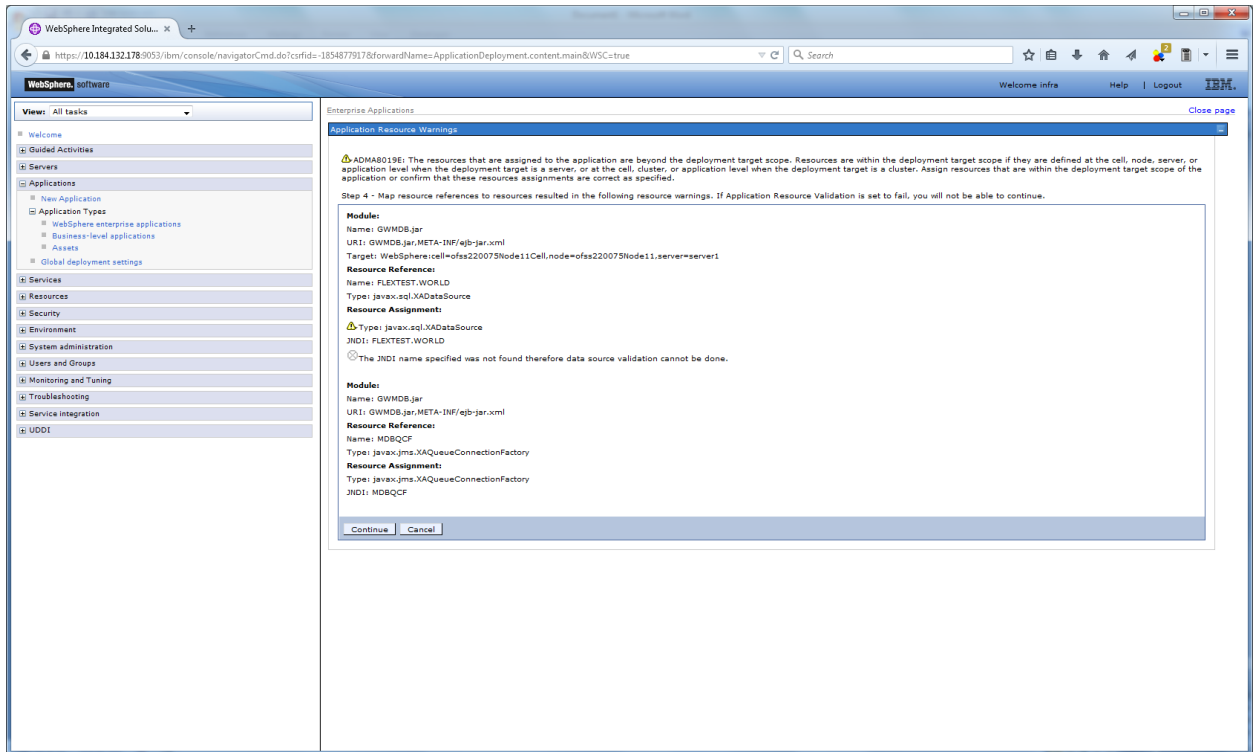 WebSphere Integrated Solu... × +
https://10.184.132.178:9053/ibm/console/navigatorCmd.do?csrfid=-1854877917&forwardName=ApplicationDeployment.content.main&WSC=true
Search
2
WebSphere. software
Welcome infra Help | Logout IBM.
View: All tasks
Welcome
Guided Activities
Servers
Applications
New Application
Application Types
WebSphere enterprise applications
Business-level applications
Assets
Global deployment settings
Services
Resources
Security
Environment
System administration
Users and Groups
Monitoring and Tuning
Troubleshooting
Service integration
UDDI
Enterprise Applications Close page
Application Resource Warnings
ADMA8019E: The resources that are assigned to the application are beyond the deployment target scope. Resources are within the deployment target scope if they are defined at the cell, node, server, or
application level when the deployment target is a server, or at the cell, cluster, or application level when the deployment target is a cluster. Assign resources that are within the deployment target scope of the
application or confirm that these resources assignments are correct as specified.
Step 4 - Map resource references to resources resulted in the following resource warnings. If Application Resource Validation is set to fail, you will not be able to continue.
Module:
Name: GWMDB.jar
URI: GWMDB.jar,META-INF/ejb-jar.xml
Target: WebSphere:cell=ofss220075Node11Cell,node=ofss220075Node11,server=server1
Resource Reference:
Name: FLEXTEST.WORLD
Type: javax.sql.XADataSource
Resource Assignment:
Type: javax.sql.XADataSource
JNDI: FLEXTEST.WORLD
The JNDI name specified was not found therefore data source validation cannot be done.
Module:
Name: GWMDB.jar
URI: GWMDB.jar,META-INF/ejb-jar.xml
Resource Reference:
Name: MDBQCF
Type: javax.jms.XAQueueConnectionFactory
Resource Assignment:
Type: javax.jms.XAQueueConnectionFactory
JNDI: MDBQCF
Continue Cancel